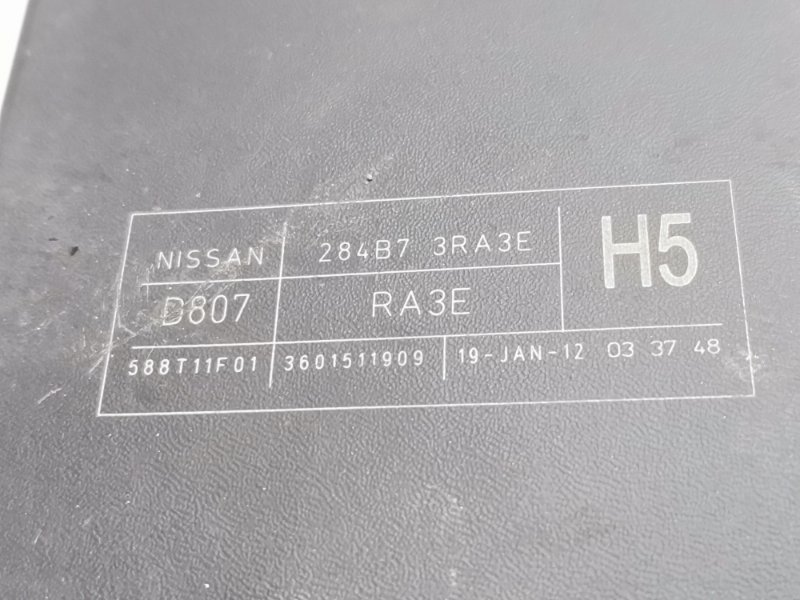 NISSAN 284B7 3RA3E H5
D807 RA3E
588T11F01 3601511909 19-JAN-12 03 37 48